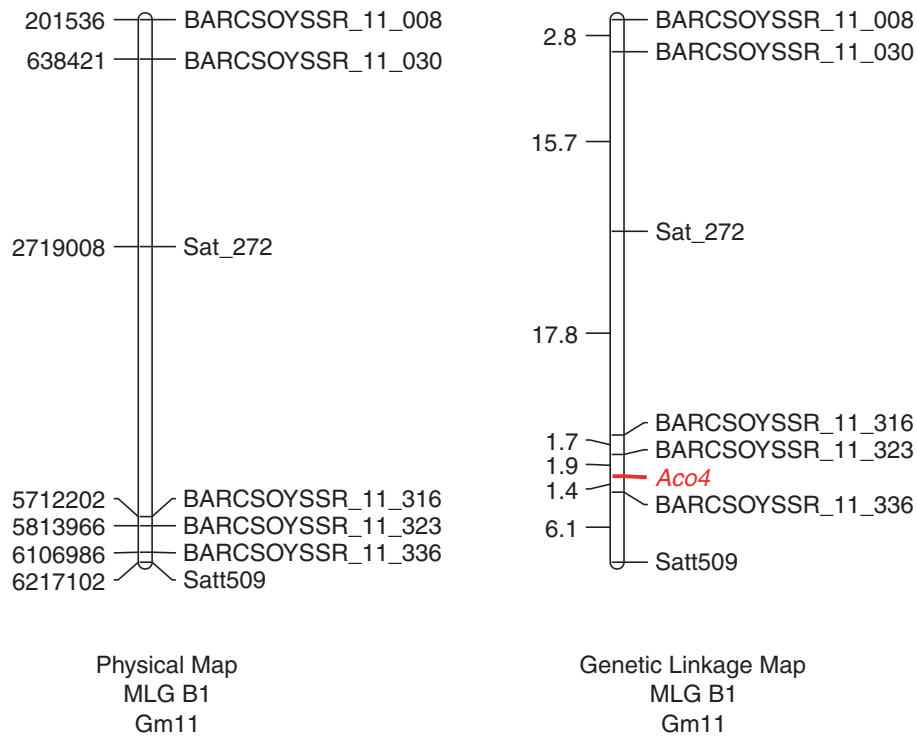 201536 BARCSOYSSR_11_008
638421 BARCSOYSSR_11_030
2719008 Sat_272
5712202 BARCSOYSSR_11_316
5813966 BARCSOYSSR_11_323
6106986 BARCSOYSSR_11_336
6217102 Satt509
Physical Map
MLG B1
Gm11
BARCSOYSSR_11_008
2.8
BARCSOYSSR_11_030
15.7
Sat_272
17.8
BARCSOYSSR_11_316
1.7
BARCSOYSSR_11_323
1.9
Aco4
1.4
BARCSOYSSR_11_336
6.1
Satt509
Genetic Linkage Map
MLG B1
Gm11